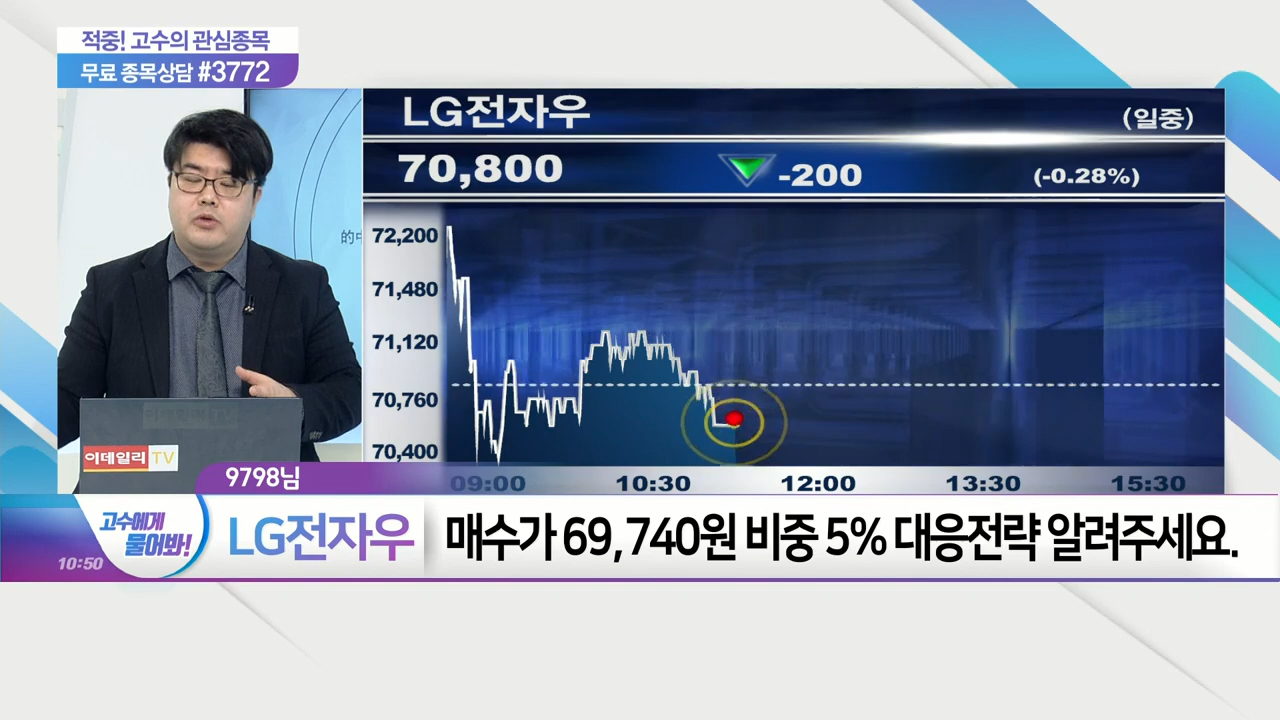 적중! 고수의 관심종목
무료 종목상담 #3772
LG전자우
(일중)
70,800
-200
(-0.28%)
72,200
71,480
71,120
70,760
70,400
09:00
10:30
12:00
13:30
15:30
的中
이데일리 TV
9798님
고수에게
물어봐!
10:50
LG전자우
매수가 69,740원 비중 5% 대응전략 알려주세요.